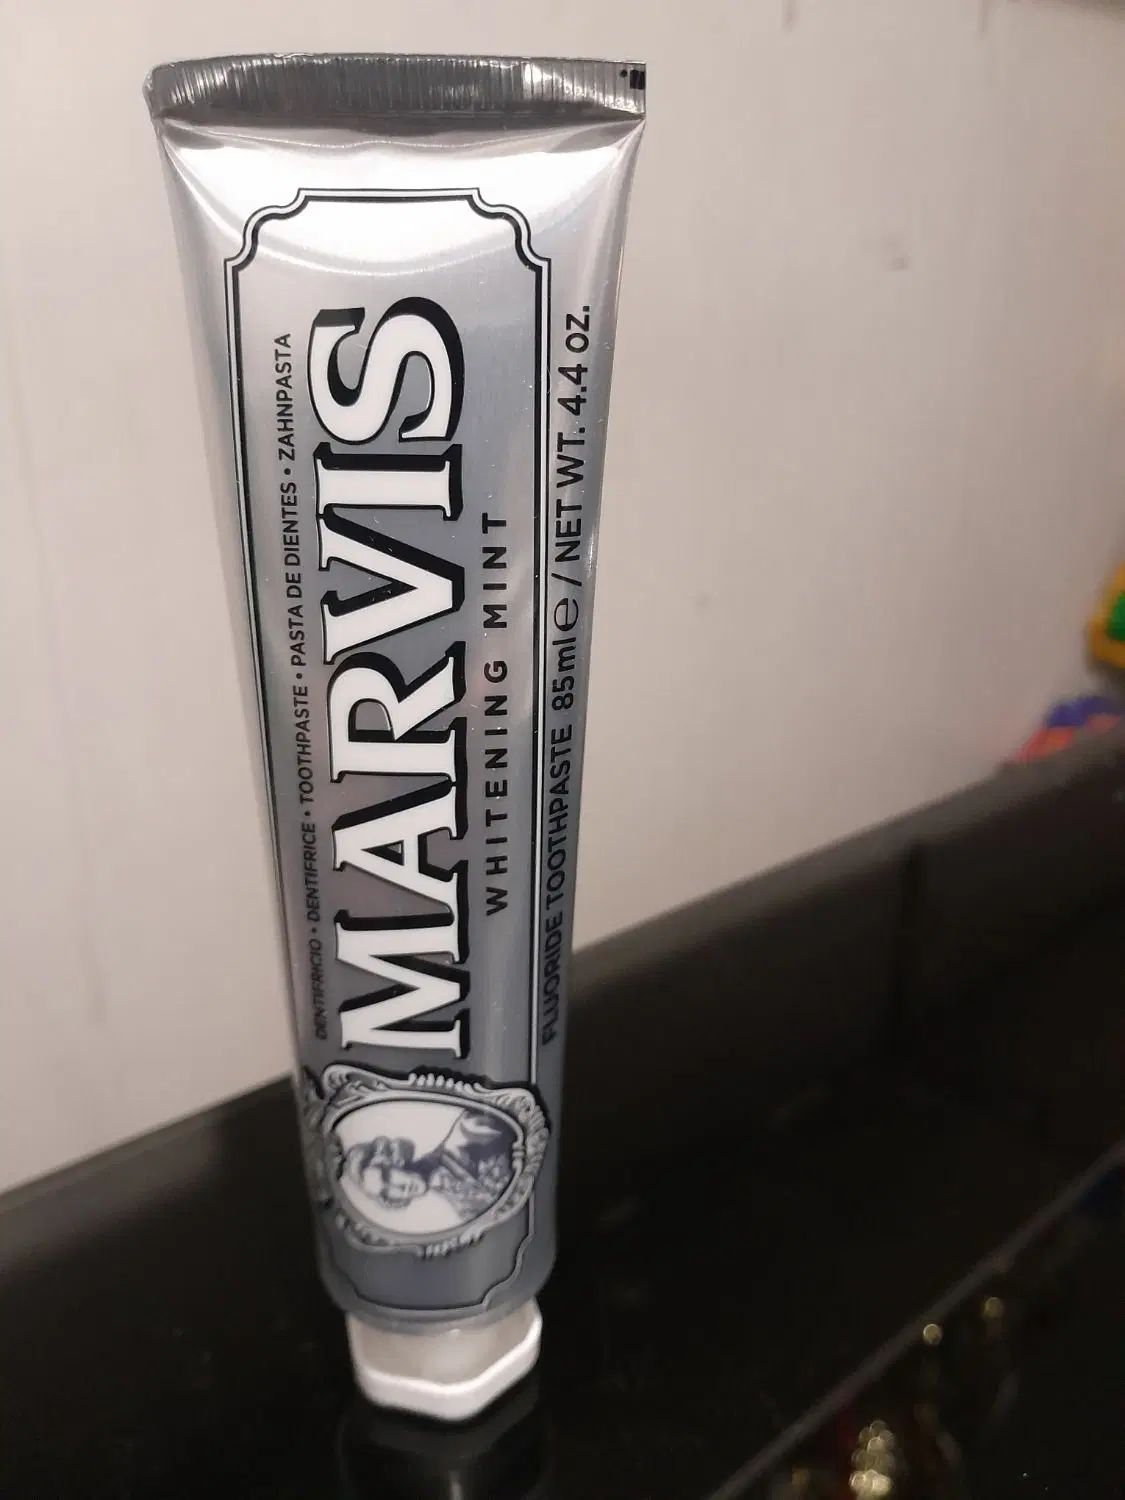 DENTIFRICIO • DENTIFRICE • TOOTHPASTE • PASTA DE DIENTES • ZAHNPASTA
MARVIS
WHITENING MINT
FLUORIDE TOOTHPASTE 85ml e / NET WT. 4.4 OZ.